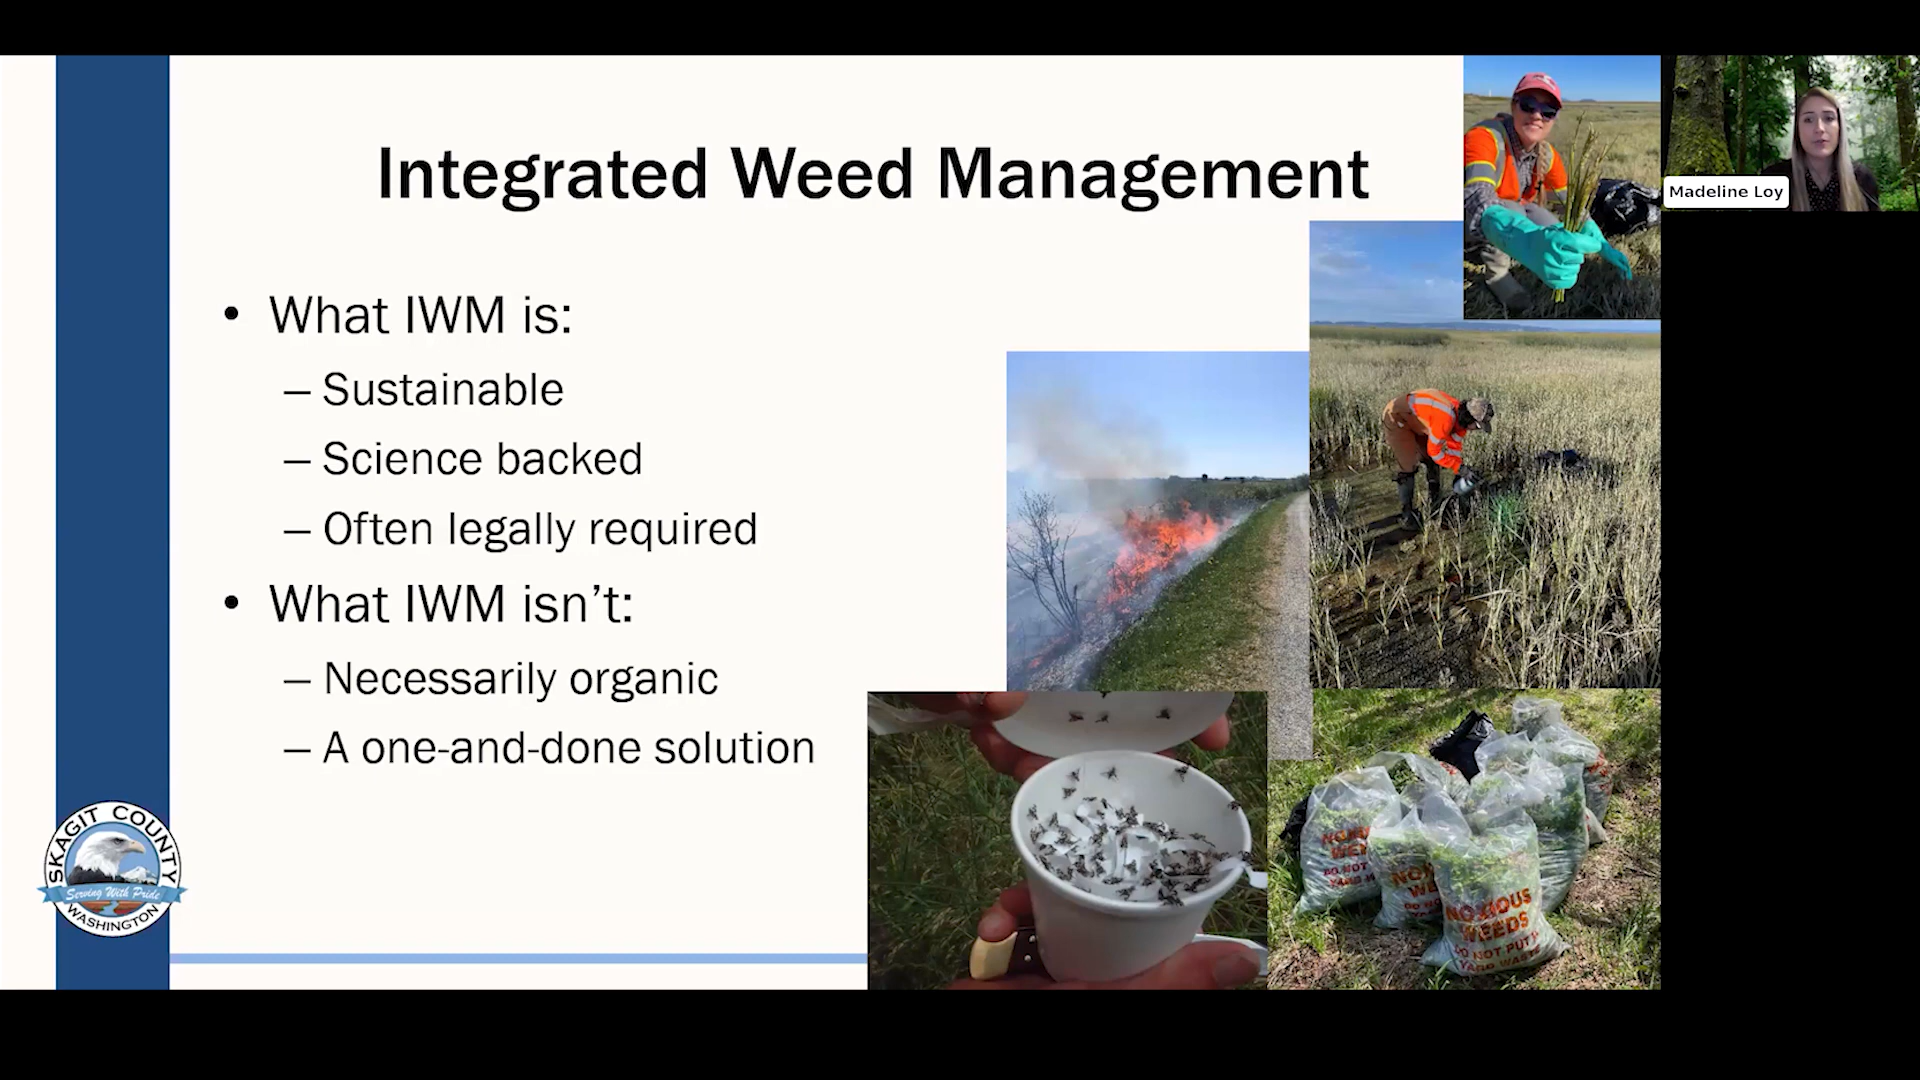 Integrated Weed Management
• What IWM is:
– Sustainable
– Science backed
– Often legally required
• What IWM isn’t:
– Necessarily organic
– A one-and-done solution
SKAGIT COUNTY
Serving With Pride
WASHINGTON
Madeline Loy
NOXIOUS
WEEDS
DO NOT PUT
YARD WASTE